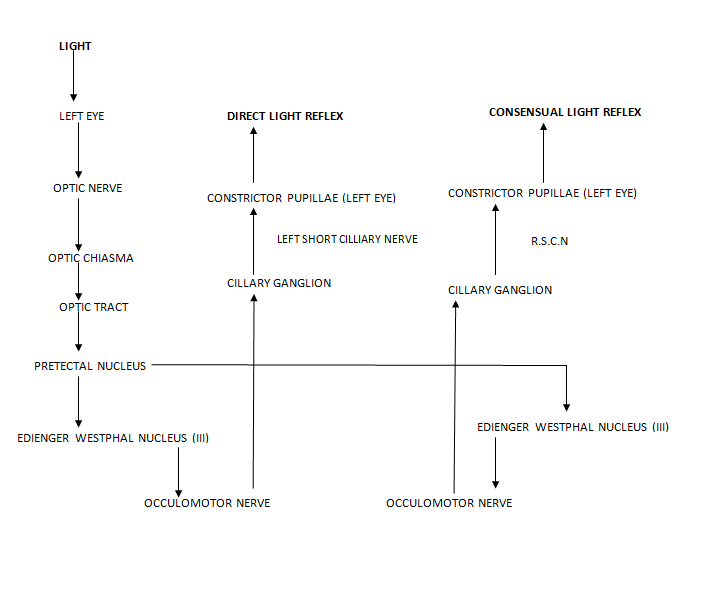 LIGHT
LEFT EYE
OPTIC NERVE
OPTIC CHIASMA
OPTIC TRACT
PRETECTAL NUCLEUS
EDIENGER WESTPHAL NUCLEUS (III)
OCCULOMOTOR NERVE
DIRECT LIGHT REFLEX
CONSTRICTOR PUPILLAE (LEFT EYE)
LEFT SHORT CILLIARY NERVE
CILLARY GANGLION
CONSENSUAL LIGHT REFLEX
CONSTRICTOR PUPILLAE (LEFT EYE)
R.S.C.N
CILLARY GANGLION
EDIENGER WESTPHAL NUCLEUS (III)
OCCULOMOTOR NERVE